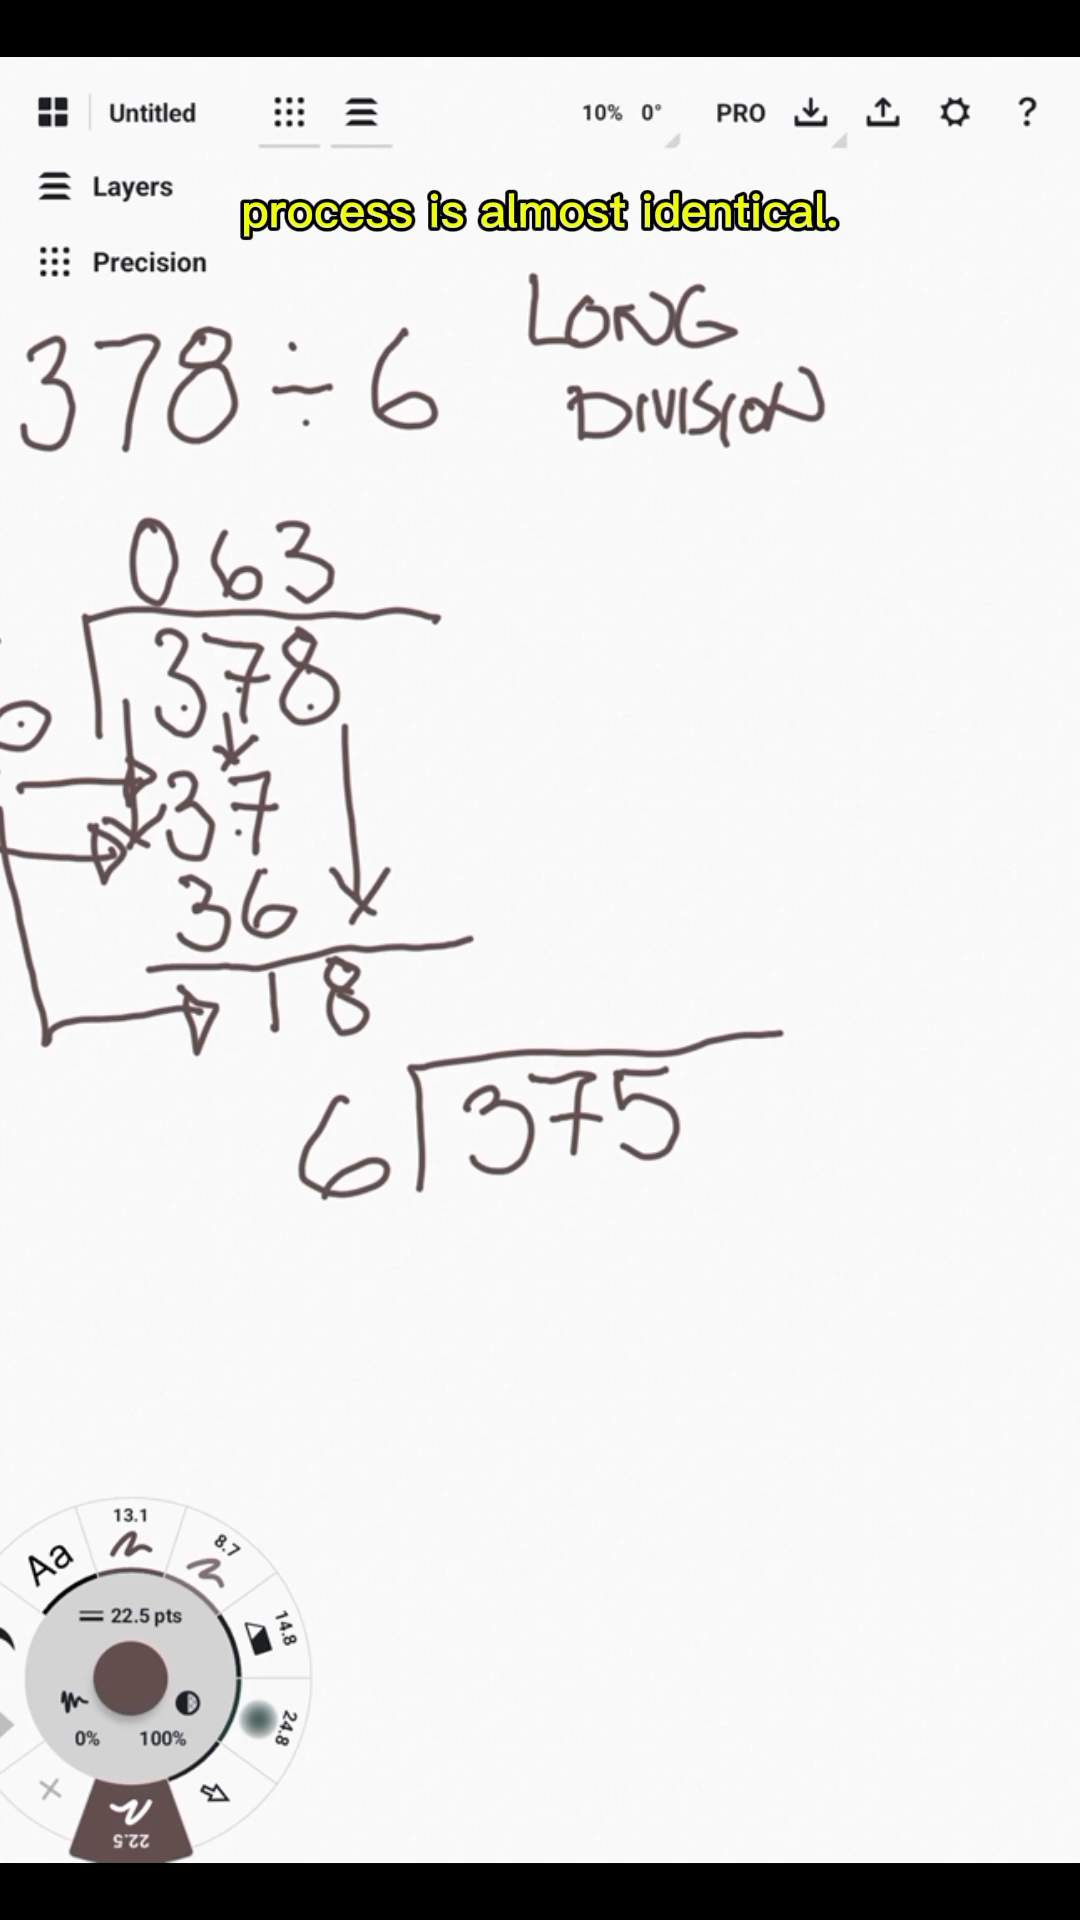 Untitled 10% 0° PRO ?
Layers
process is almost identical.
Precision
378 ÷ 6 LONG
DIVISION
063
378
37
36
18
6 375
13.1
8.7
Aa
22.5 pts
14.8
24.8
0% 100%
22.5